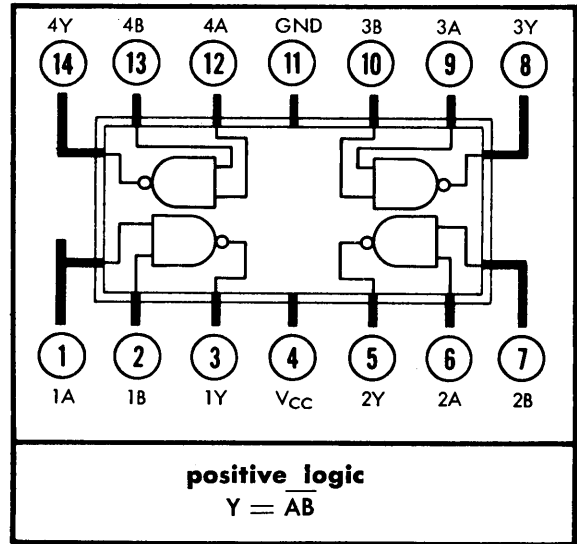 4Y 4B 4A GND 3B 3A 3Y
14 13 12 11 10 9 8
1 2 3 4 5 6 7
1A 1B 1Y VCC 2Y 2A 2B
positive logic
Y = A̅B̅